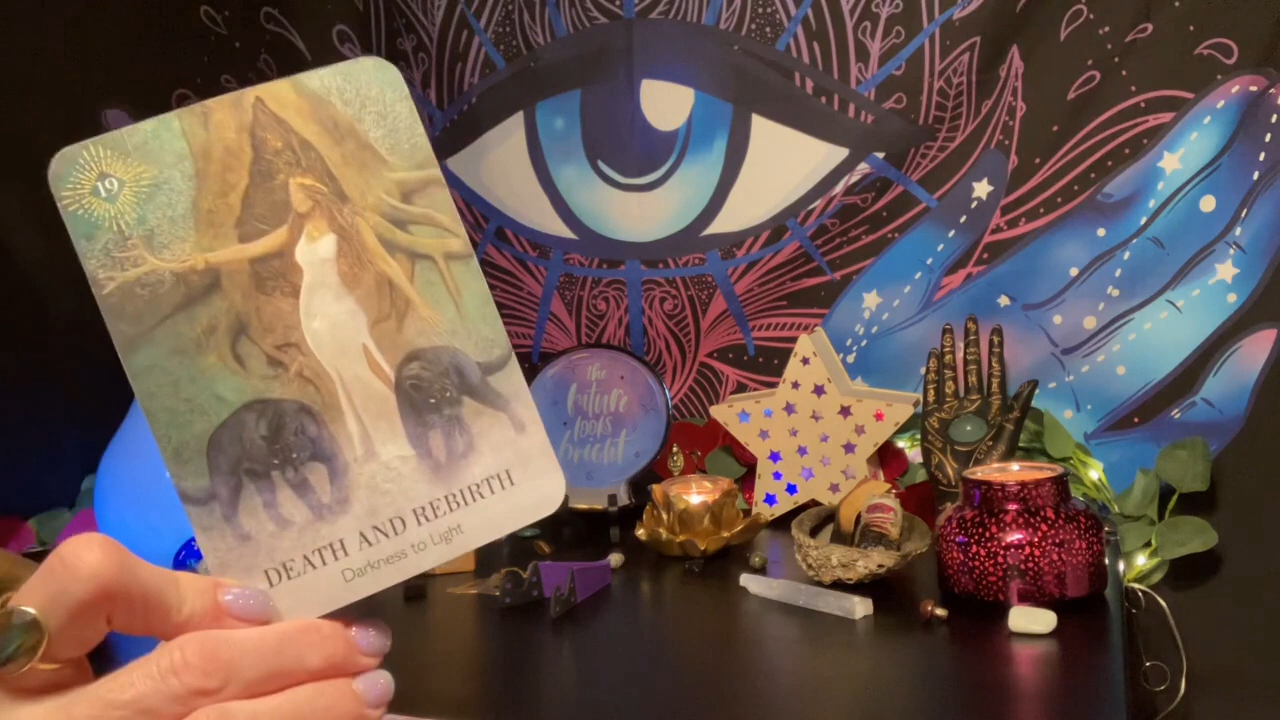 19
DEATH AND REBIRTH
Darkness to Light
the
future
looks
bright